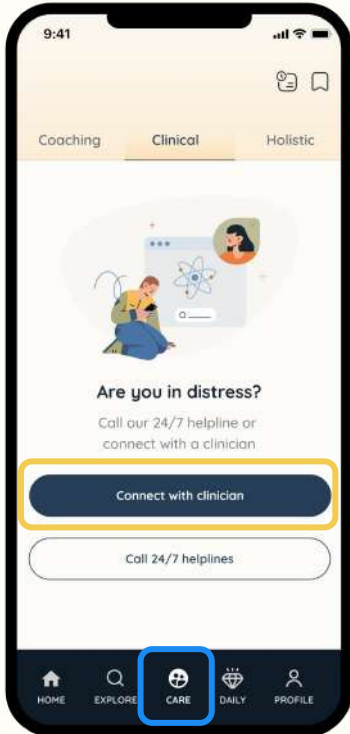 9:41
Coaching Clinical Holistic
Are you in distress?
Call our 24/7 helpline or
connect with a clinician
Connect with clinician
Call 24/7 helplines
HOME EXPLORE CARE DAILY PROFILE